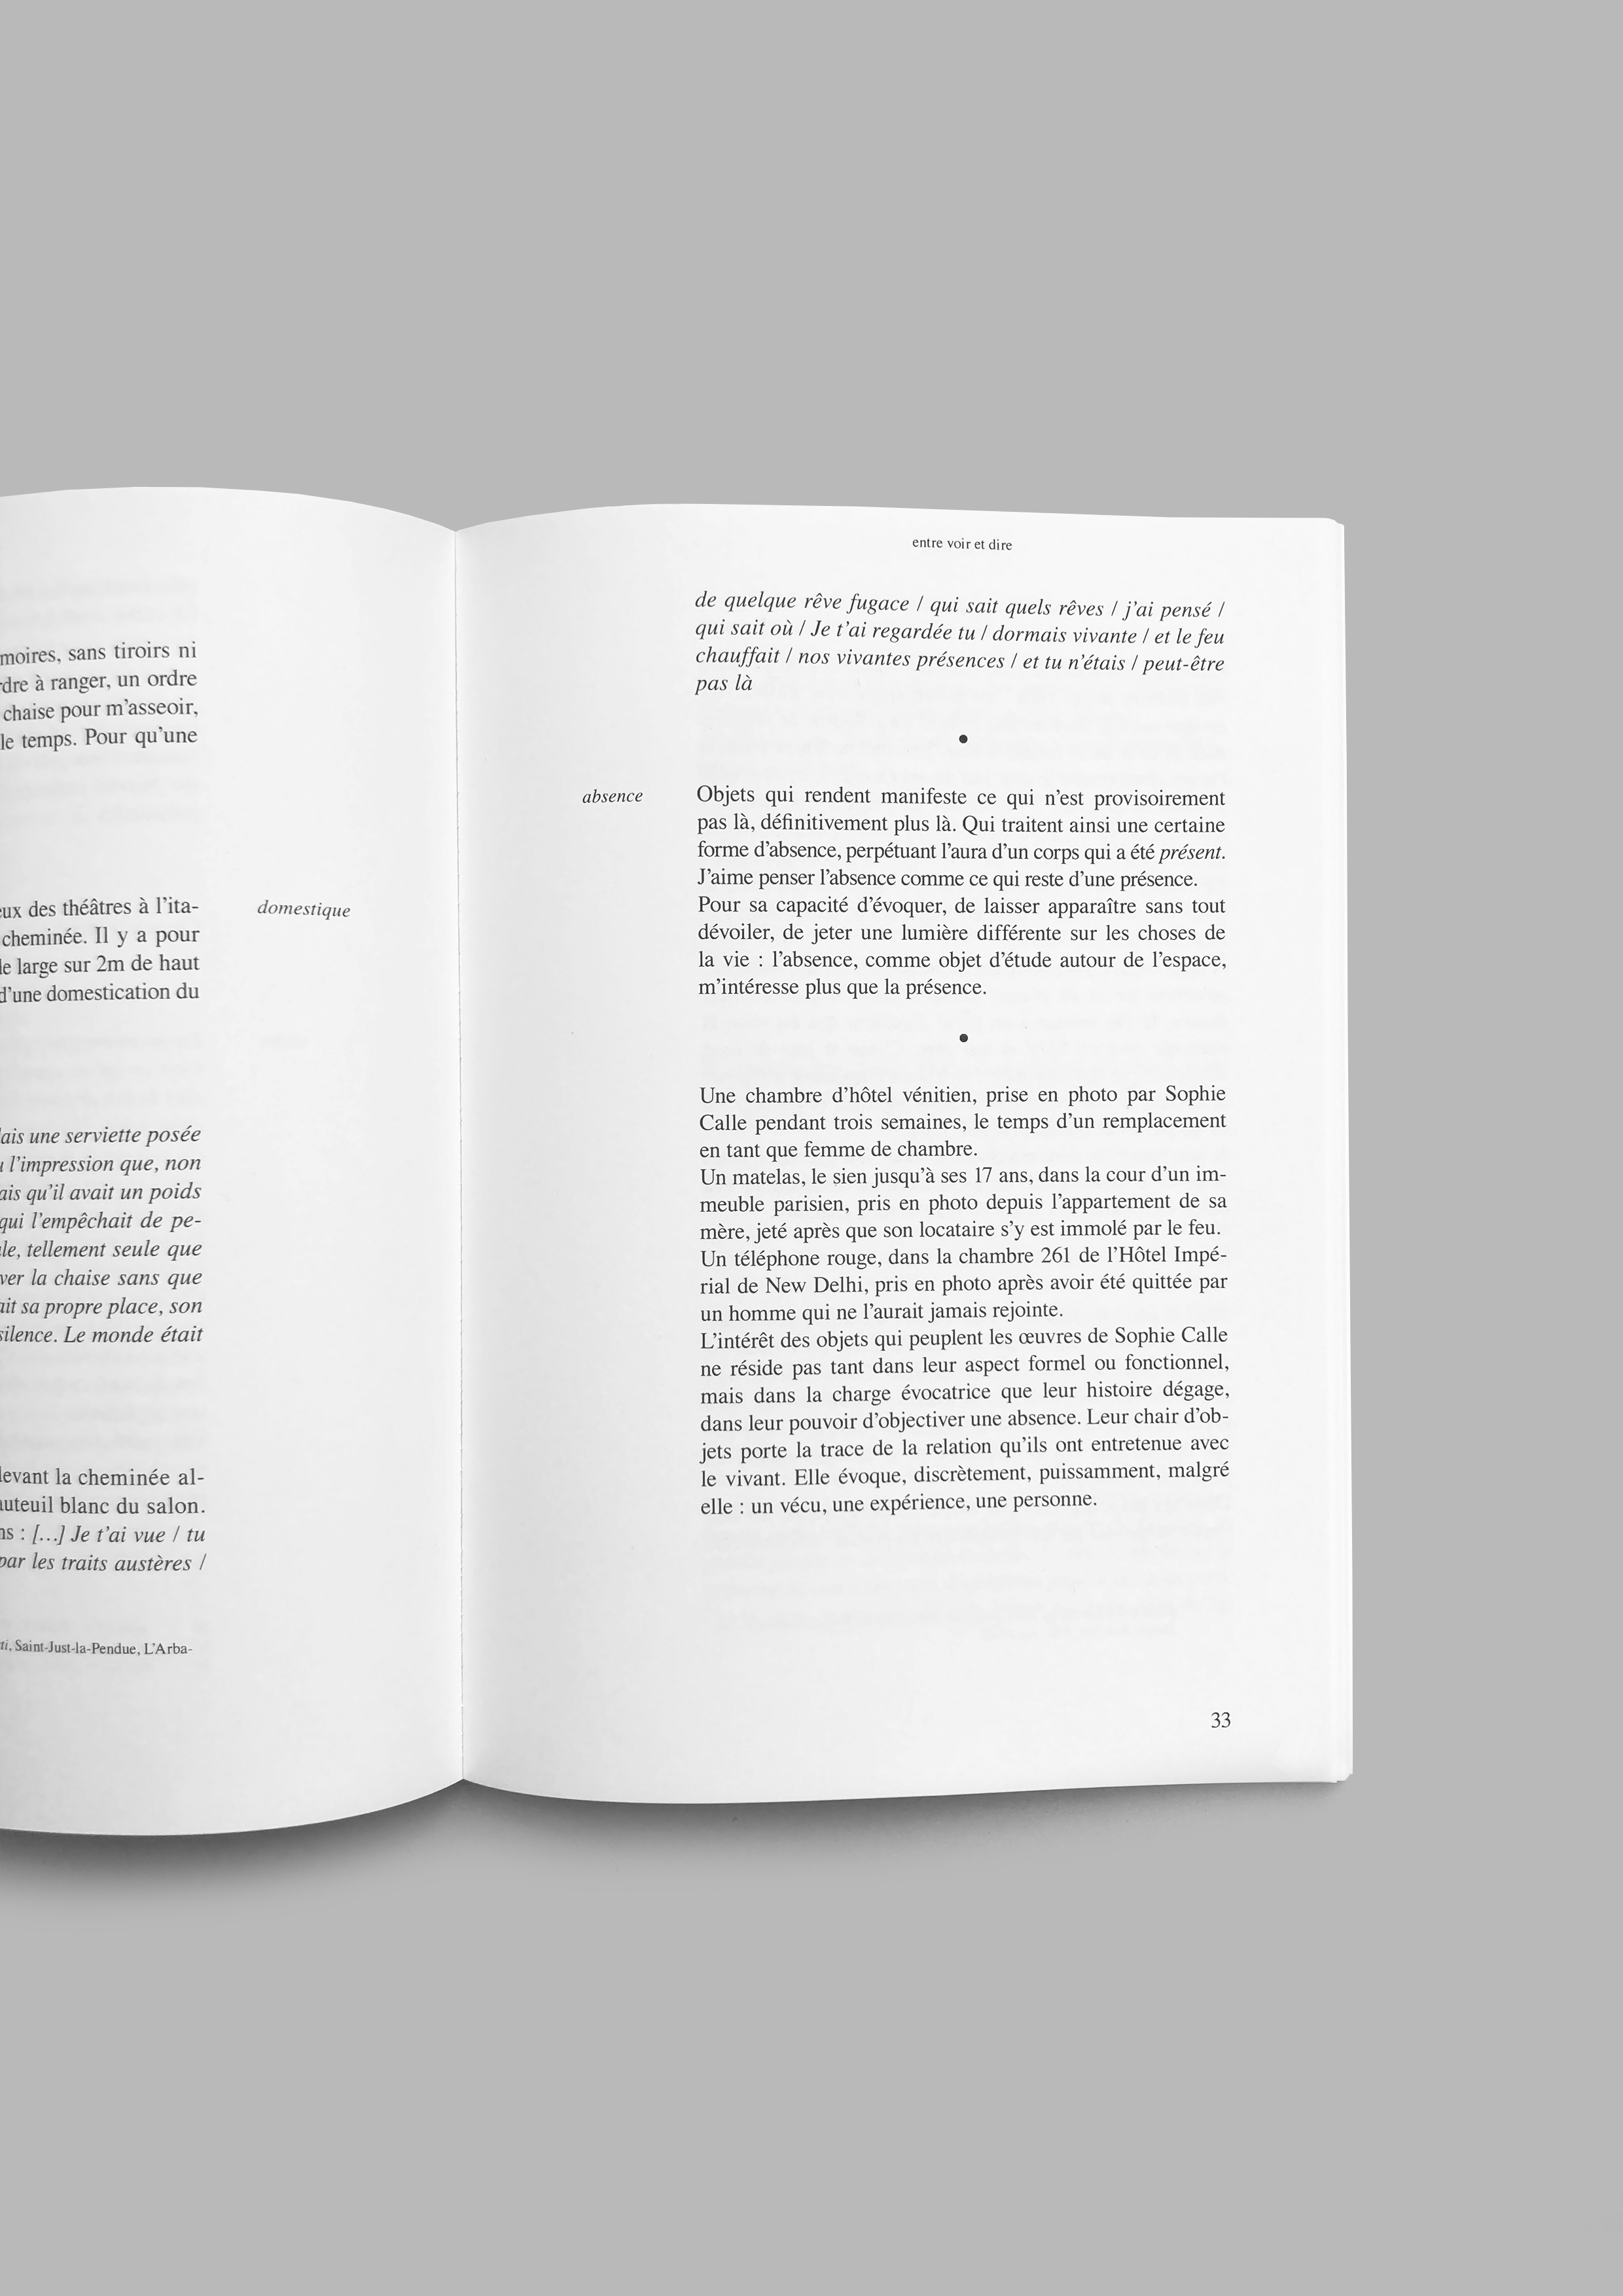 moires, sans tiroirs ni
rdre à ranger, un ordre
chaise pour m'asseoir,
le temps. Pour qu'une
eux des théâtres à l'ita-
cheminée. Il y a pour
de large sur 2m de haut
d'une domestication du
domestique
lais une serviette posée
l'impression que, non
ais qu'il avait un poids
qui l'empêchait de pe-
le, tellement seule que
ver la chaise sans que
ait sa propre place, son
silence. Le monde était
devant la cheminée al-
auteuil blanc du salon.
ns : […] Je t'ai vue / tu
par les traits austères /
ti, Saint-Just-la-Pendue, L'Arba-
entre voir et dire
de quelque rêve fugace / qui sait quels rêves / j'ai pensé /
qui sait où / Je t'ai regardée tu / dormais vivante / et le feu
chauffait / nos vivantes présences / et tu n'étais / peut-être
pas là
•
absence
Objets qui rendent manifeste ce qui n'est provisoirement
pas là, définitivement plus là. Qui traitent ainsi une certaine
forme d'absence, perpétuant l'aura d'un corps qui a été présent.
J'aime penser l'absence comme ce qui reste d'une présence.
Pour sa capacité d'évoquer, de laisser apparaître sans tout
dévoiler, de jeter une lumière différente sur les choses de
la vie : l'absence, comme objet d'étude autour de l'espace,
m'intéresse plus que la présence.
•
Une chambre d'hôtel vénitien, prise en photo par Sophie
Calle pendant trois semaines, le temps d'un remplacement
en tant que femme de chambre.
Un matelas, le sien jusqu'à ses 17 ans, dans la cour d'un im-
meuble parisien, pris en photo depuis l'appartement de sa
mère, jeté après que son locataire s'y est immolé par le feu.
Un téléphone rouge, dans la chambre 261 de l'Hôtel Impé-
rial de New Delhi, pris en photo après avoir été quittée par
un homme qui ne l'aurait jamais rejointe.
L'intérêt des objets qui peuplent les œuvres de Sophie Calle
ne réside pas tant dans leur aspect formel ou fonctionnel,
mais dans la charge évocatrice que leur histoire dégage,
dans leur pouvoir d'objectiver une absence. Leur chair d'ob-
jets porte la trace de la relation qu'ils ont entretenue avec
le vivant. Elle évoque, discrètement, puissamment, malgré
elle : un vécu, une expérience, une personne.
33